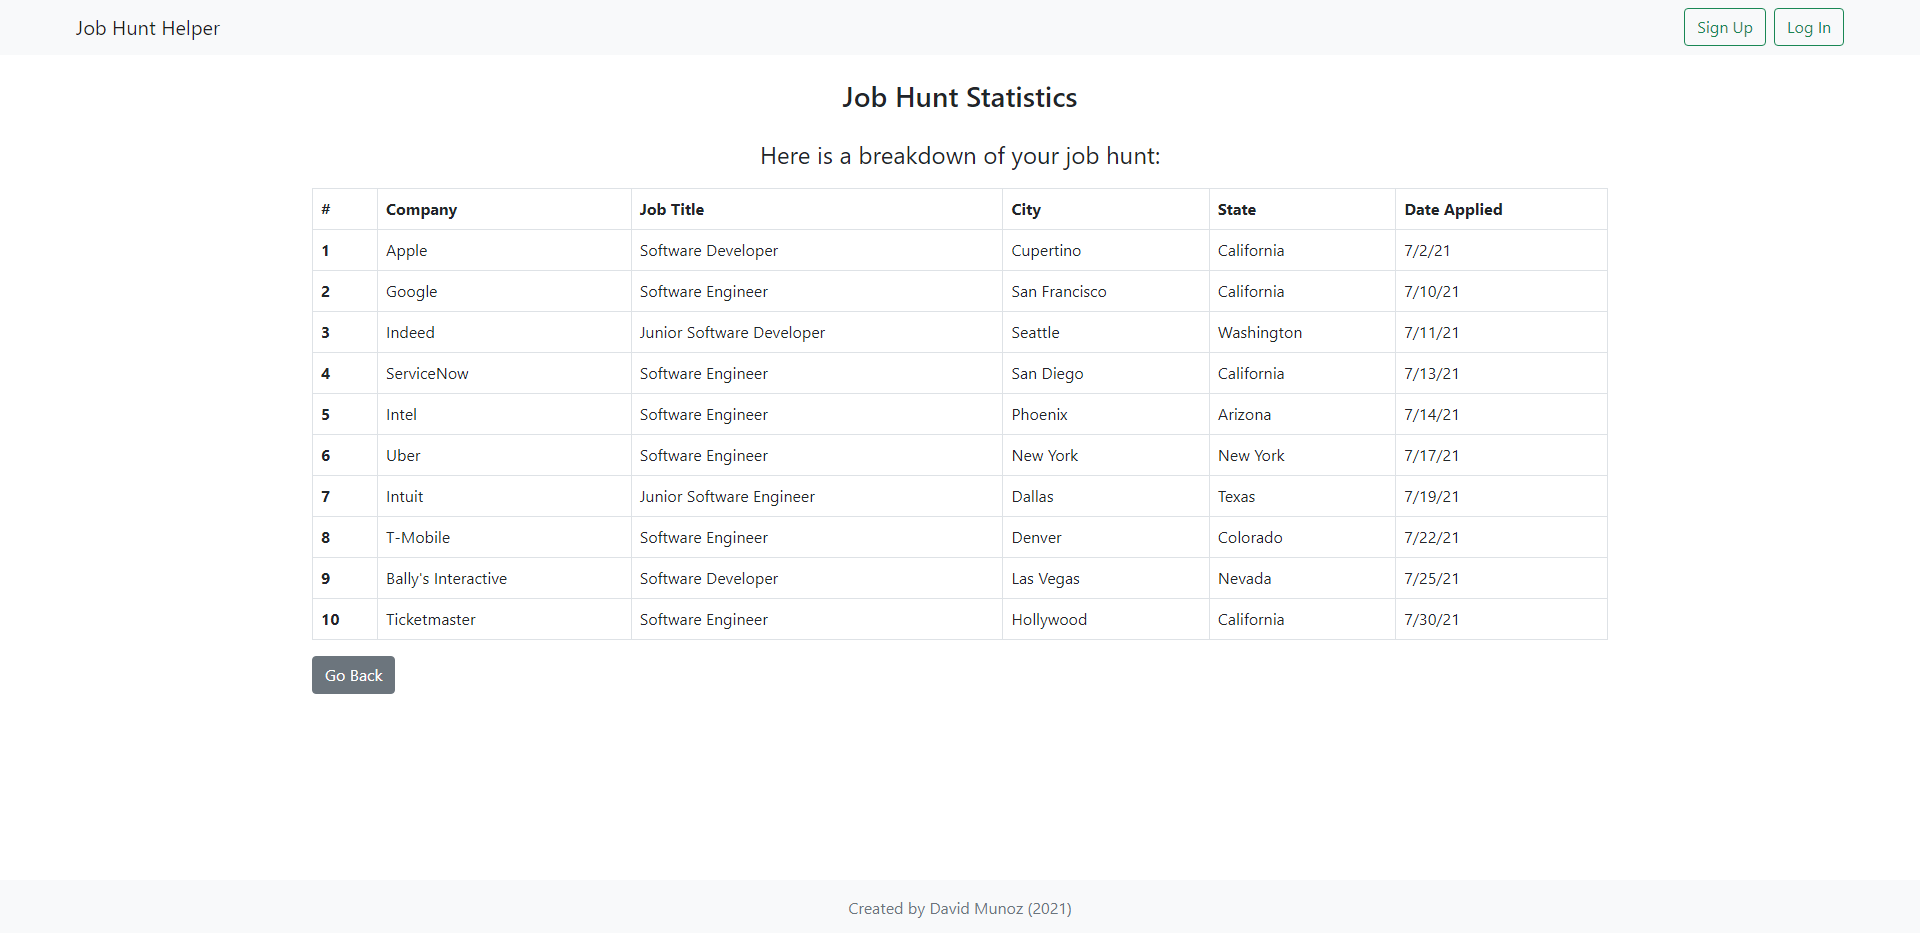 Job Hunt Helper Sign Up Log In
Job Hunt Statistics
Here is a breakdown of your job hunt:
# Company Job Title City State Date Applied
1 Apple Software Developer Cupertino California 7/2/21
2 Google Software Engineer San Francisco California 7/10/21
3 Indeed Junior Software Developer Seattle Washington 7/11/21
4 ServiceNow Software Engineer San Diego California 7/13/21
5 Intel Software Engineer Phoenix Arizona 7/14/21
6 Uber Software Engineer New York New York 7/17/21
7 Intuit Junior Software Engineer Dallas Texas 7/19/21
8 T-Mobile Software Engineer Denver Colorado 7/22/21
9 Bally's Interactive Software Developer Las Vegas Nevada 7/25/21
10 Ticketmaster Software Engineer Hollywood California 7/30/21
Go Back
Created by David Munoz (2021)